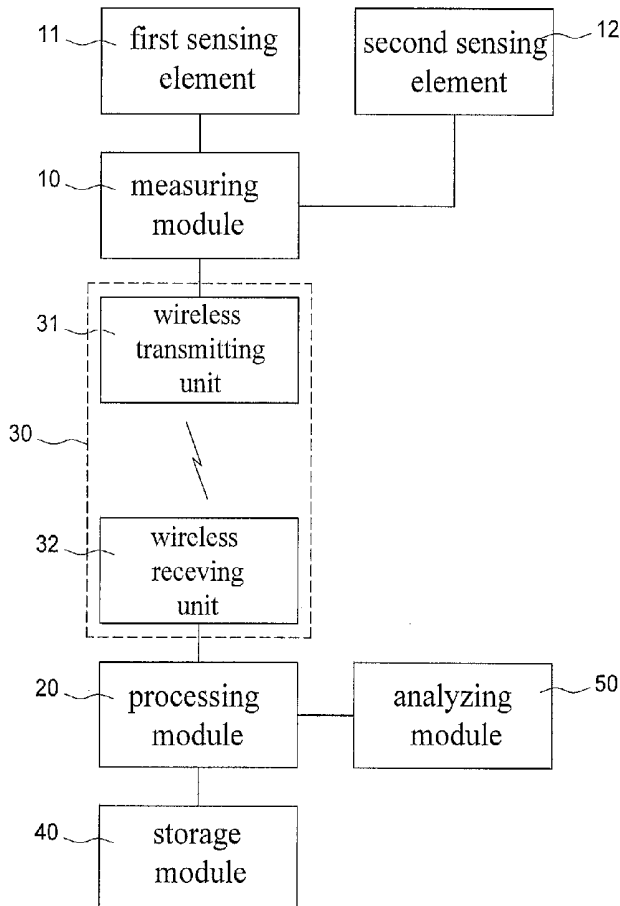 11
first sensing
element
12
second sensing
element
10
measuring
module
31
wireless
transmitting
unit
30
32
wireless
receving
unit
20
processing
module
50
analyzing
module
40
storage
module